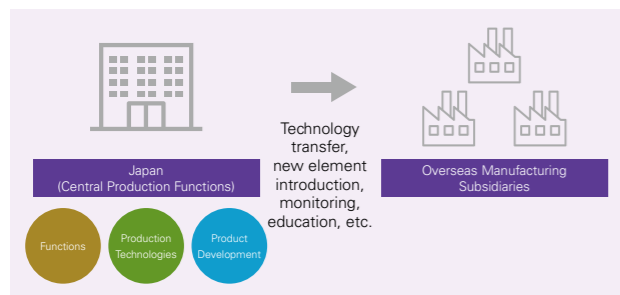 Japan
(Central Production Functions)
Technology
transfer,
new element
introduction,
monitoring,
education, etc.
Overseas Manufacturing
Subsidiaries
Functions
Production
Technologies
Product
Development